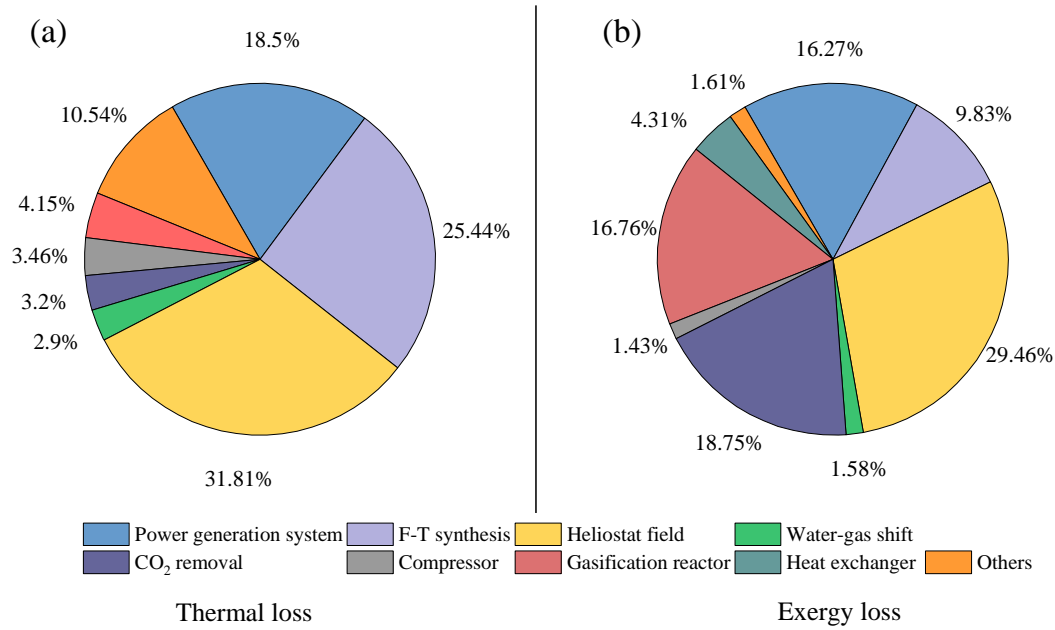 (a)
18.5%
10.54%
4.15%
3.46%
3.2%
2.9%
25.44%
31.81%
(b)
16.27%
1.61%
4.31%
9.83%
16.76%
1.43%
29.46%
18.75%
1.58%
Power generation system F-T synthesis Heliostat field Water-gas shift
CO₂ removal Compressor Gasification reactor Heat exchanger Others
Thermal loss
Exergy loss